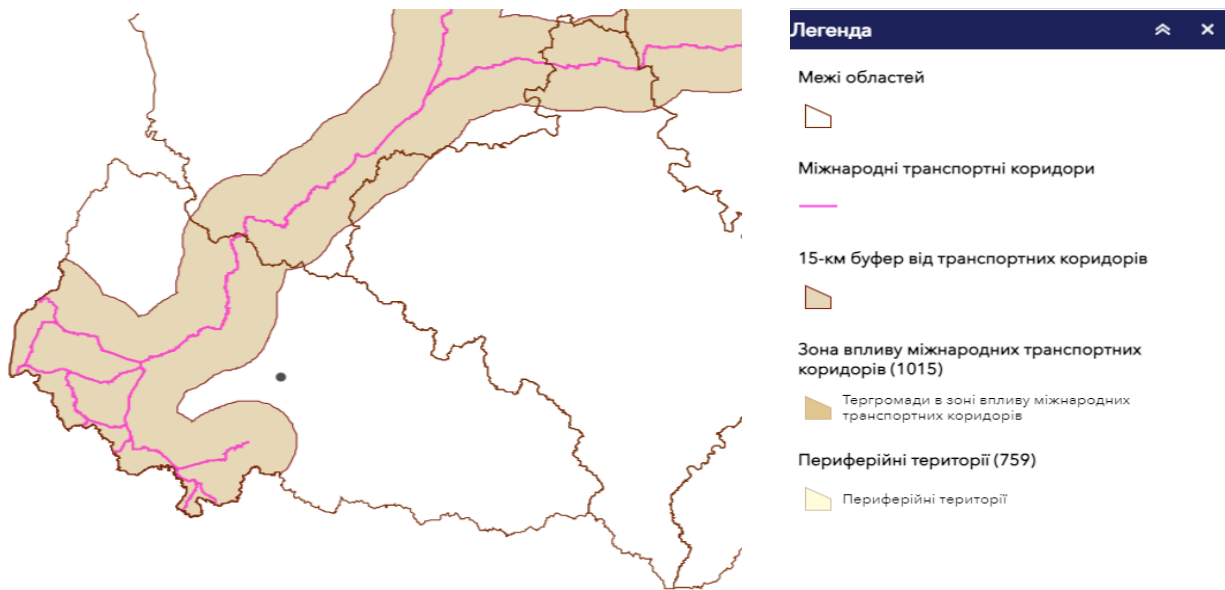 Легенда
Межі областей
Міжнародні транспортні коридори
15-км буфер від транспортних коридорів
Зона впливу міжнародних транспортних
коридорів (1015)
Тергромади в зоні впливу міжнародних
транспортних коридорів
Периферійні території (759)
Периферійні території